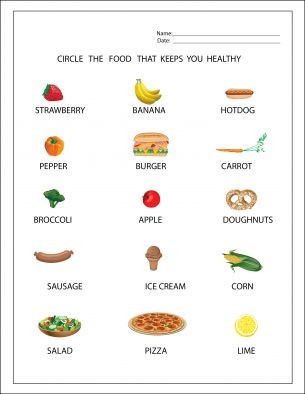 Name:
Date:
CIRCLE THE FOOD THAT KEEPS YOU HEALTHY
STRAWBERRY BANANA HOTDOG
PEPPER BURGER CARROT
BROCCOLI APPLE DOUGHNUTS
SAUSAGE ICE CREAM CORN
SALAD PIZZA LIME